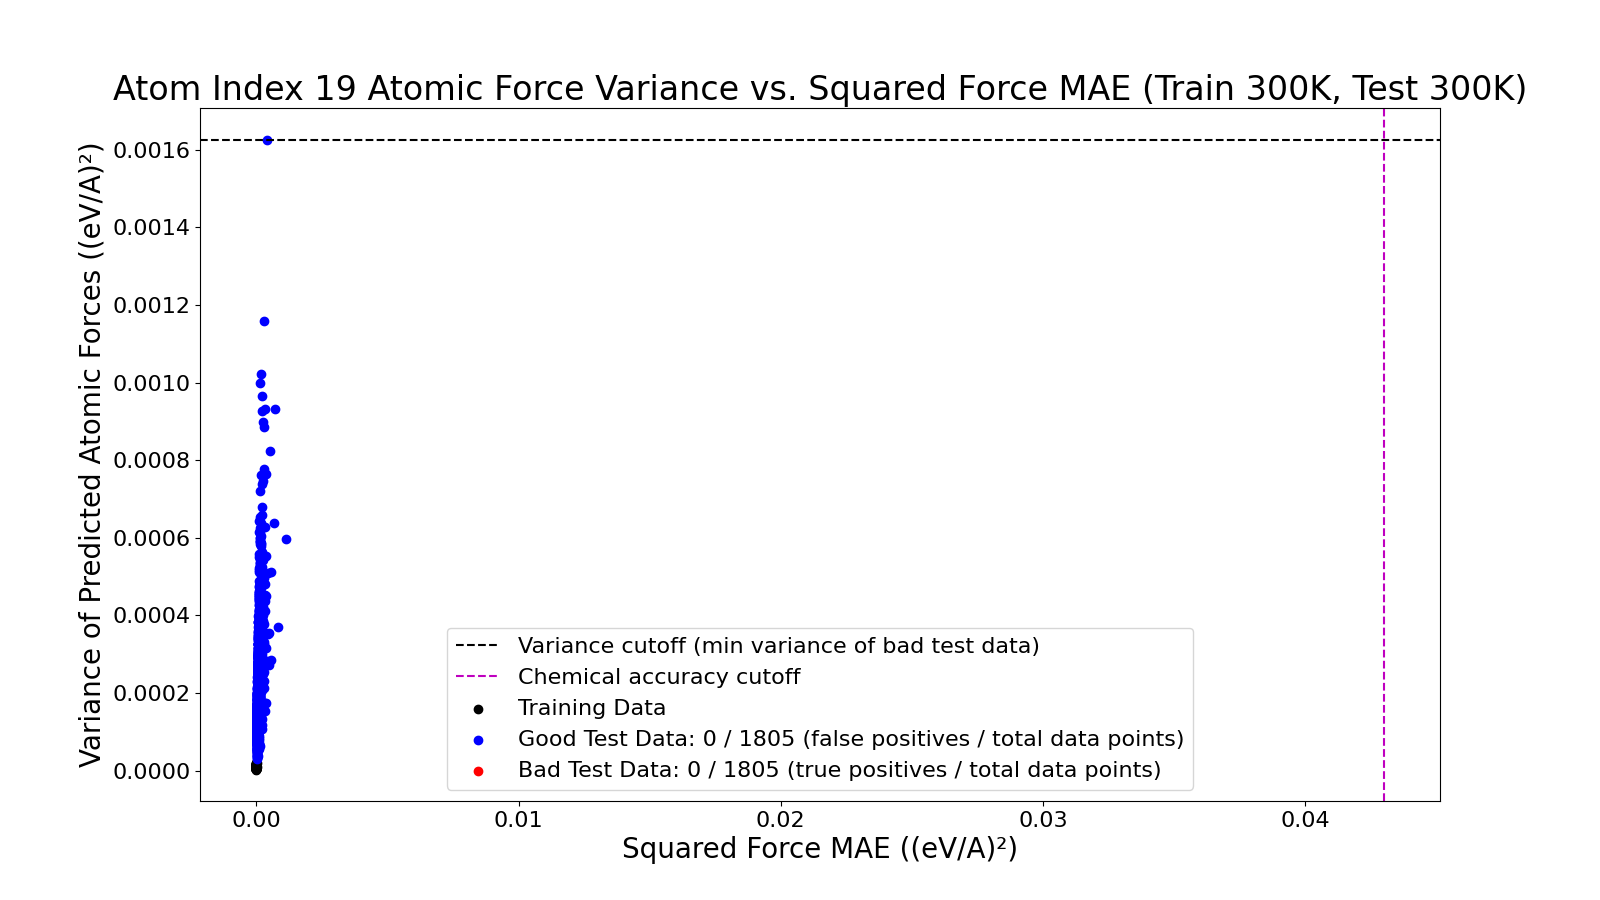 Atom Index 19 Atomic Force Variance vs. Squared Force MAE (Train 300K, Test 300K)
Variance of Predicted Atomic Forces ((eV/A)²)
0.0016
0.0014
0.0012
0.0010
0.0008
0.0006
0.0004
0.0002
0.0000
Variance cutoff (min variance of bad test data)
Chemical accuracy cutoff
Training Data
Good Test Data: 0 / 1805 (false positives / total data points)
Bad Test Data: 0 / 1805 (true positives / total data points)
0.00 0.01 0.02 0.03 0.04
Squared Force MAE ((eV/A)²)